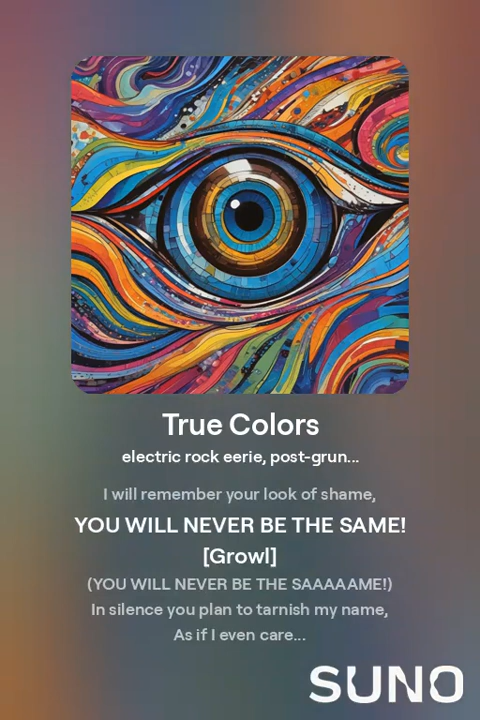 True Colors
electric rock eerie, post-grun...
I will remember your look of shame,
YOU WILL NEVER BE THE SAME!
[Growl]
(YOU WILL NEVER BE THE SAAAAAME!)
In silence you plan to tarnish my name,
As if I even care...
SUNO